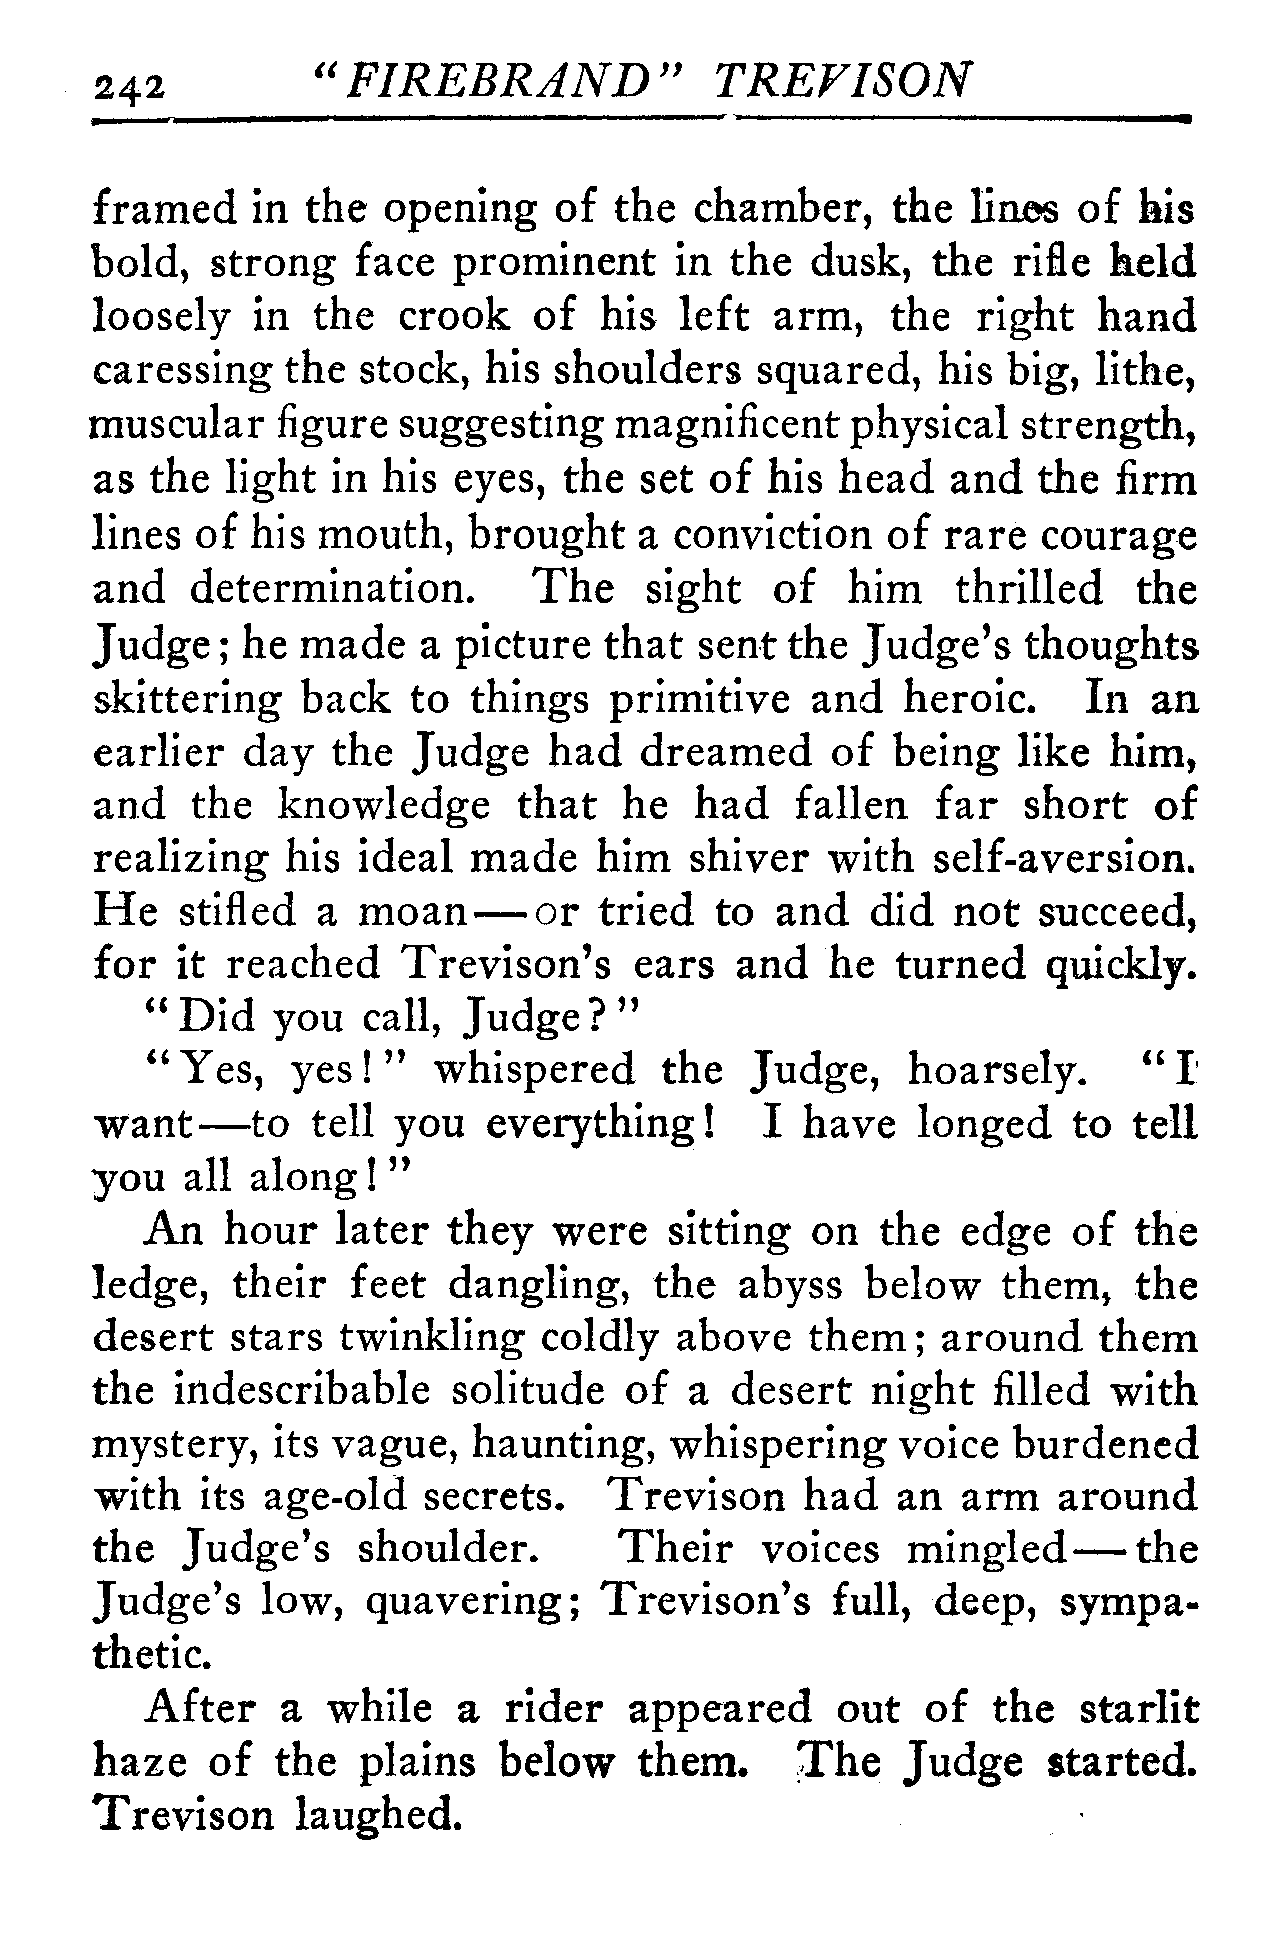 242 "FIREBRAND" TREVISON
framed in the opening of the chamber, the lines of his
bold, strong face prominent in the dusk, the rifle held
loosely in the crook of his left arm, the right hand
caressing the stock, his shoulders squared, his big, lithe,
muscular figure suggesting magnificent physical strength,
as the light in his eyes, the set of his head and the firm
lines of his mouth, brought a conviction of rare courage
and determination. The sight of him thrilled the
Judge; he made a picture that sent the Judge's thoughts
skittering back to things primitive and heroic. In an
earlier day the Judge had dreamed of being like him,
and the knowledge that he had fallen far short of
realizing his ideal made him shiver with self-aversion.
He stifled a moan—or tried to and did not succeed,
for it reached Trevison's ears and he turned quickly.
"Did you call, Judge?"
"Yes, yes!" whispered the Judge, hoarsely. "I
want—to tell you everything! I have longed to tell
you all along!"
An hour later they were sitting on the edge of the
ledge, their feet dangling, the abyss below them, the
desert stars twinkling coldly above them; around them
the indescribable solitude of a desert night filled with
mystery, its vague, haunting, whispering voice burdened
with its age-old secrets. Trevison had an arm around
the Judge's shoulder. Their voices mingled—the
Judge's low, quavering; Trevison's full, deep, sympa-
thetic.
After a while a rider appeared out of the starlit
haze of the plains below them. The Judge started.
Trevison laughed.